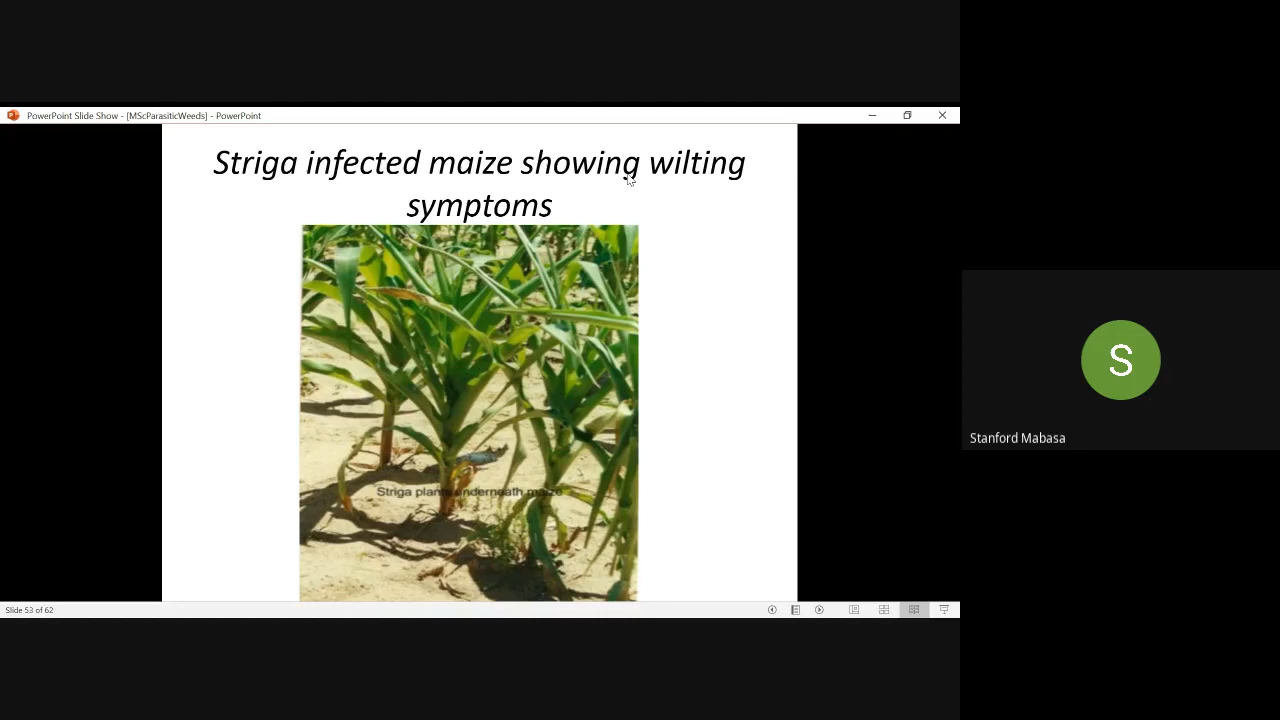 PowerPoint Slide Show - [MScParasiticWeeds] - PowerPoint
Striga infected maize showing wilting
symptoms
Striga plants underneath maize
S
Stanford Mabasa
Slide 53 of 62